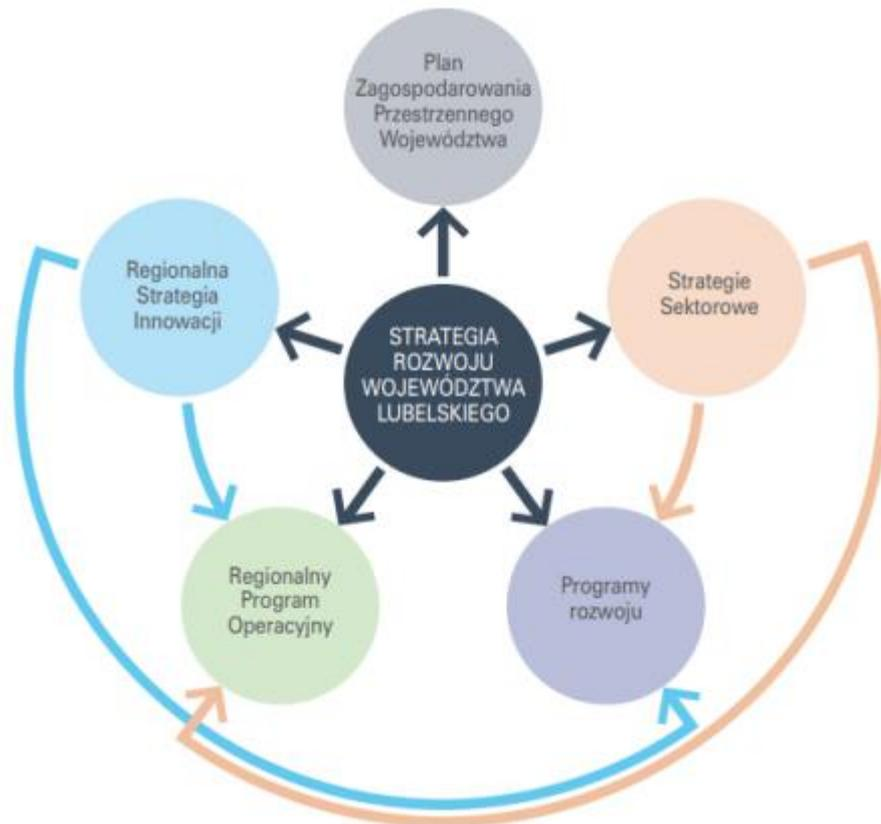 Plan
Zagospodarowania
Przestrzennego
Województwa
Regionalna
Strategia
Innowacji
Strategie
Sektorowe
STRATEGIA
ROZWOJU
WOJEWÓDZTWA
LUBELSKIEGO
Regionalny
Program
Operacyjny
Programy
rozwoju